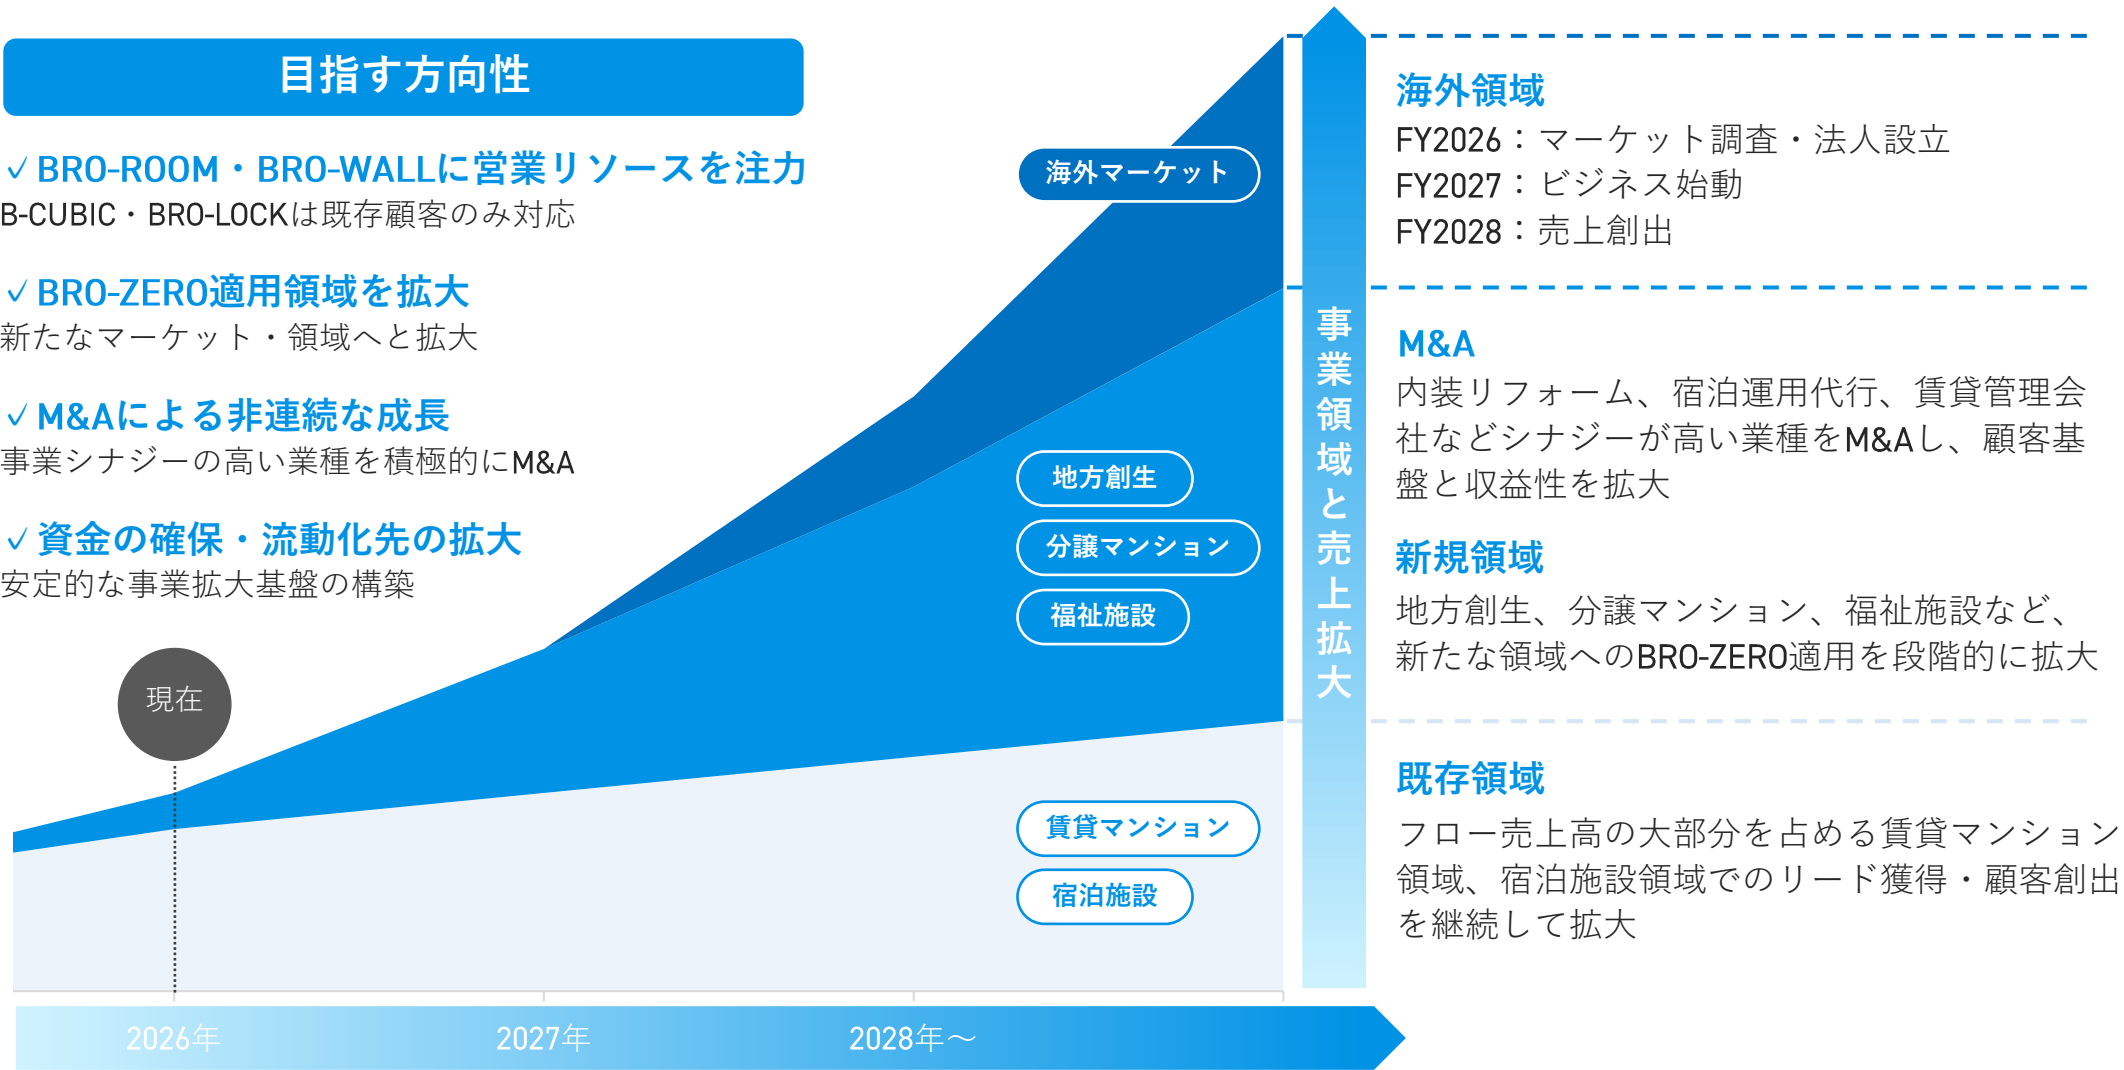 目指す方向性
✓BRO-ROOM・BRO-WALLに営業リソースを注力
B-CUBIC・BRO-LOCKは既存顧客のみ対応
✓BRO-ZERO適用領域を拡大
新たなマーケット・領域へと拡大
✓M&Aによる非連続な成長
事業シナジーの高い業種を積極的にM&A
✓資金の確保・流動化先の拡大
安定的な事業拡大基盤の構築
現在
海外マーケット
地方創生
分譲マンション
福祉施設
賃貸マンション
宿泊施設
2026年
2027年
2028年～
事業領域と売上拡大
海外領域
FY2026：マーケット調査・法人設立
FY2027：ビジネス始動
FY2028：売上創出
M&A
内装リフォーム、宿泊運用代行、賃貸管理会
社などシナジーが高い業種をM&Aし、顧客基
盤と収益性を拡大
新規領域
地方創生、分譲マンション、福祉施設など、
新たな領域へのBRO-ZERO適用を段階的に拡大
既存領域
フロー売上高の大部分を占める賃貸マンション
領域、宿泊施設領域でのリード獲得・顧客創出
を継続して拡大